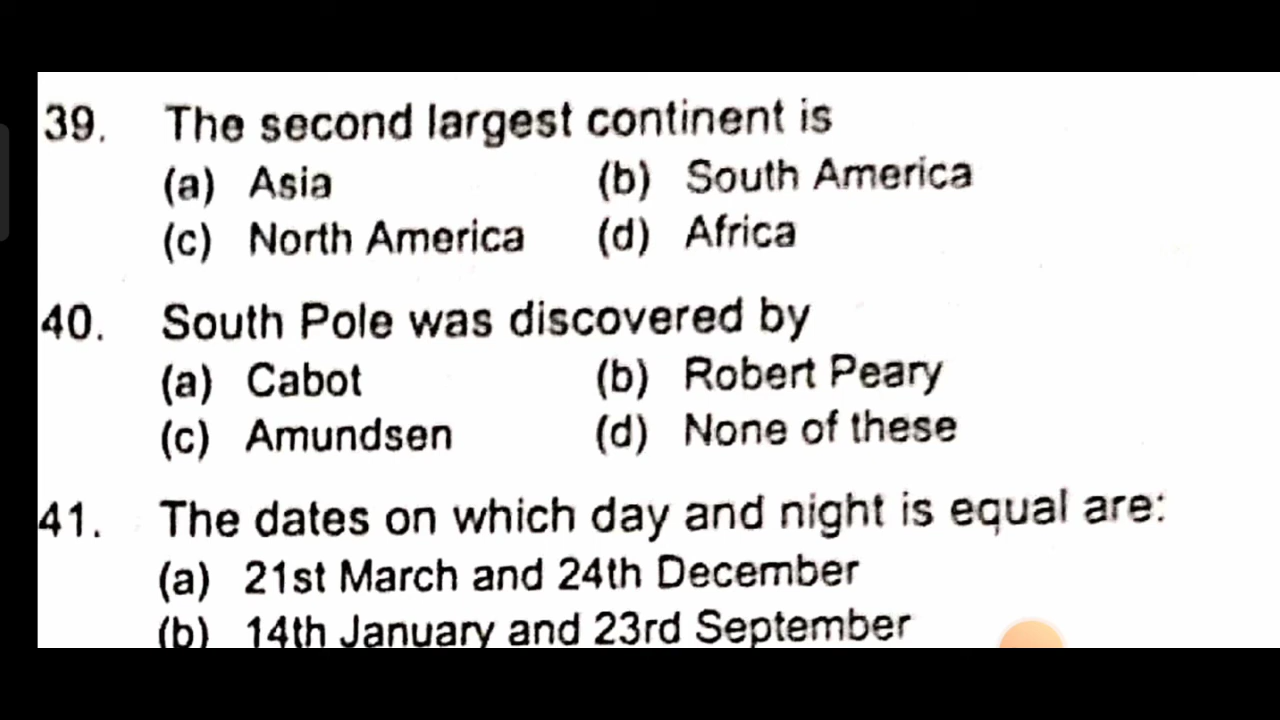 39. The second largest continent is
(a) Asia (b) South America
(c) North America (d) Africa
40. South Pole was discovered by
(a) Cabot (b) Robert Peary
(c) Amundsen (d) None of these
41. The dates on which day and night is equal are:
(a) 21st March and 24th December
(b) 14th January and 23rd September